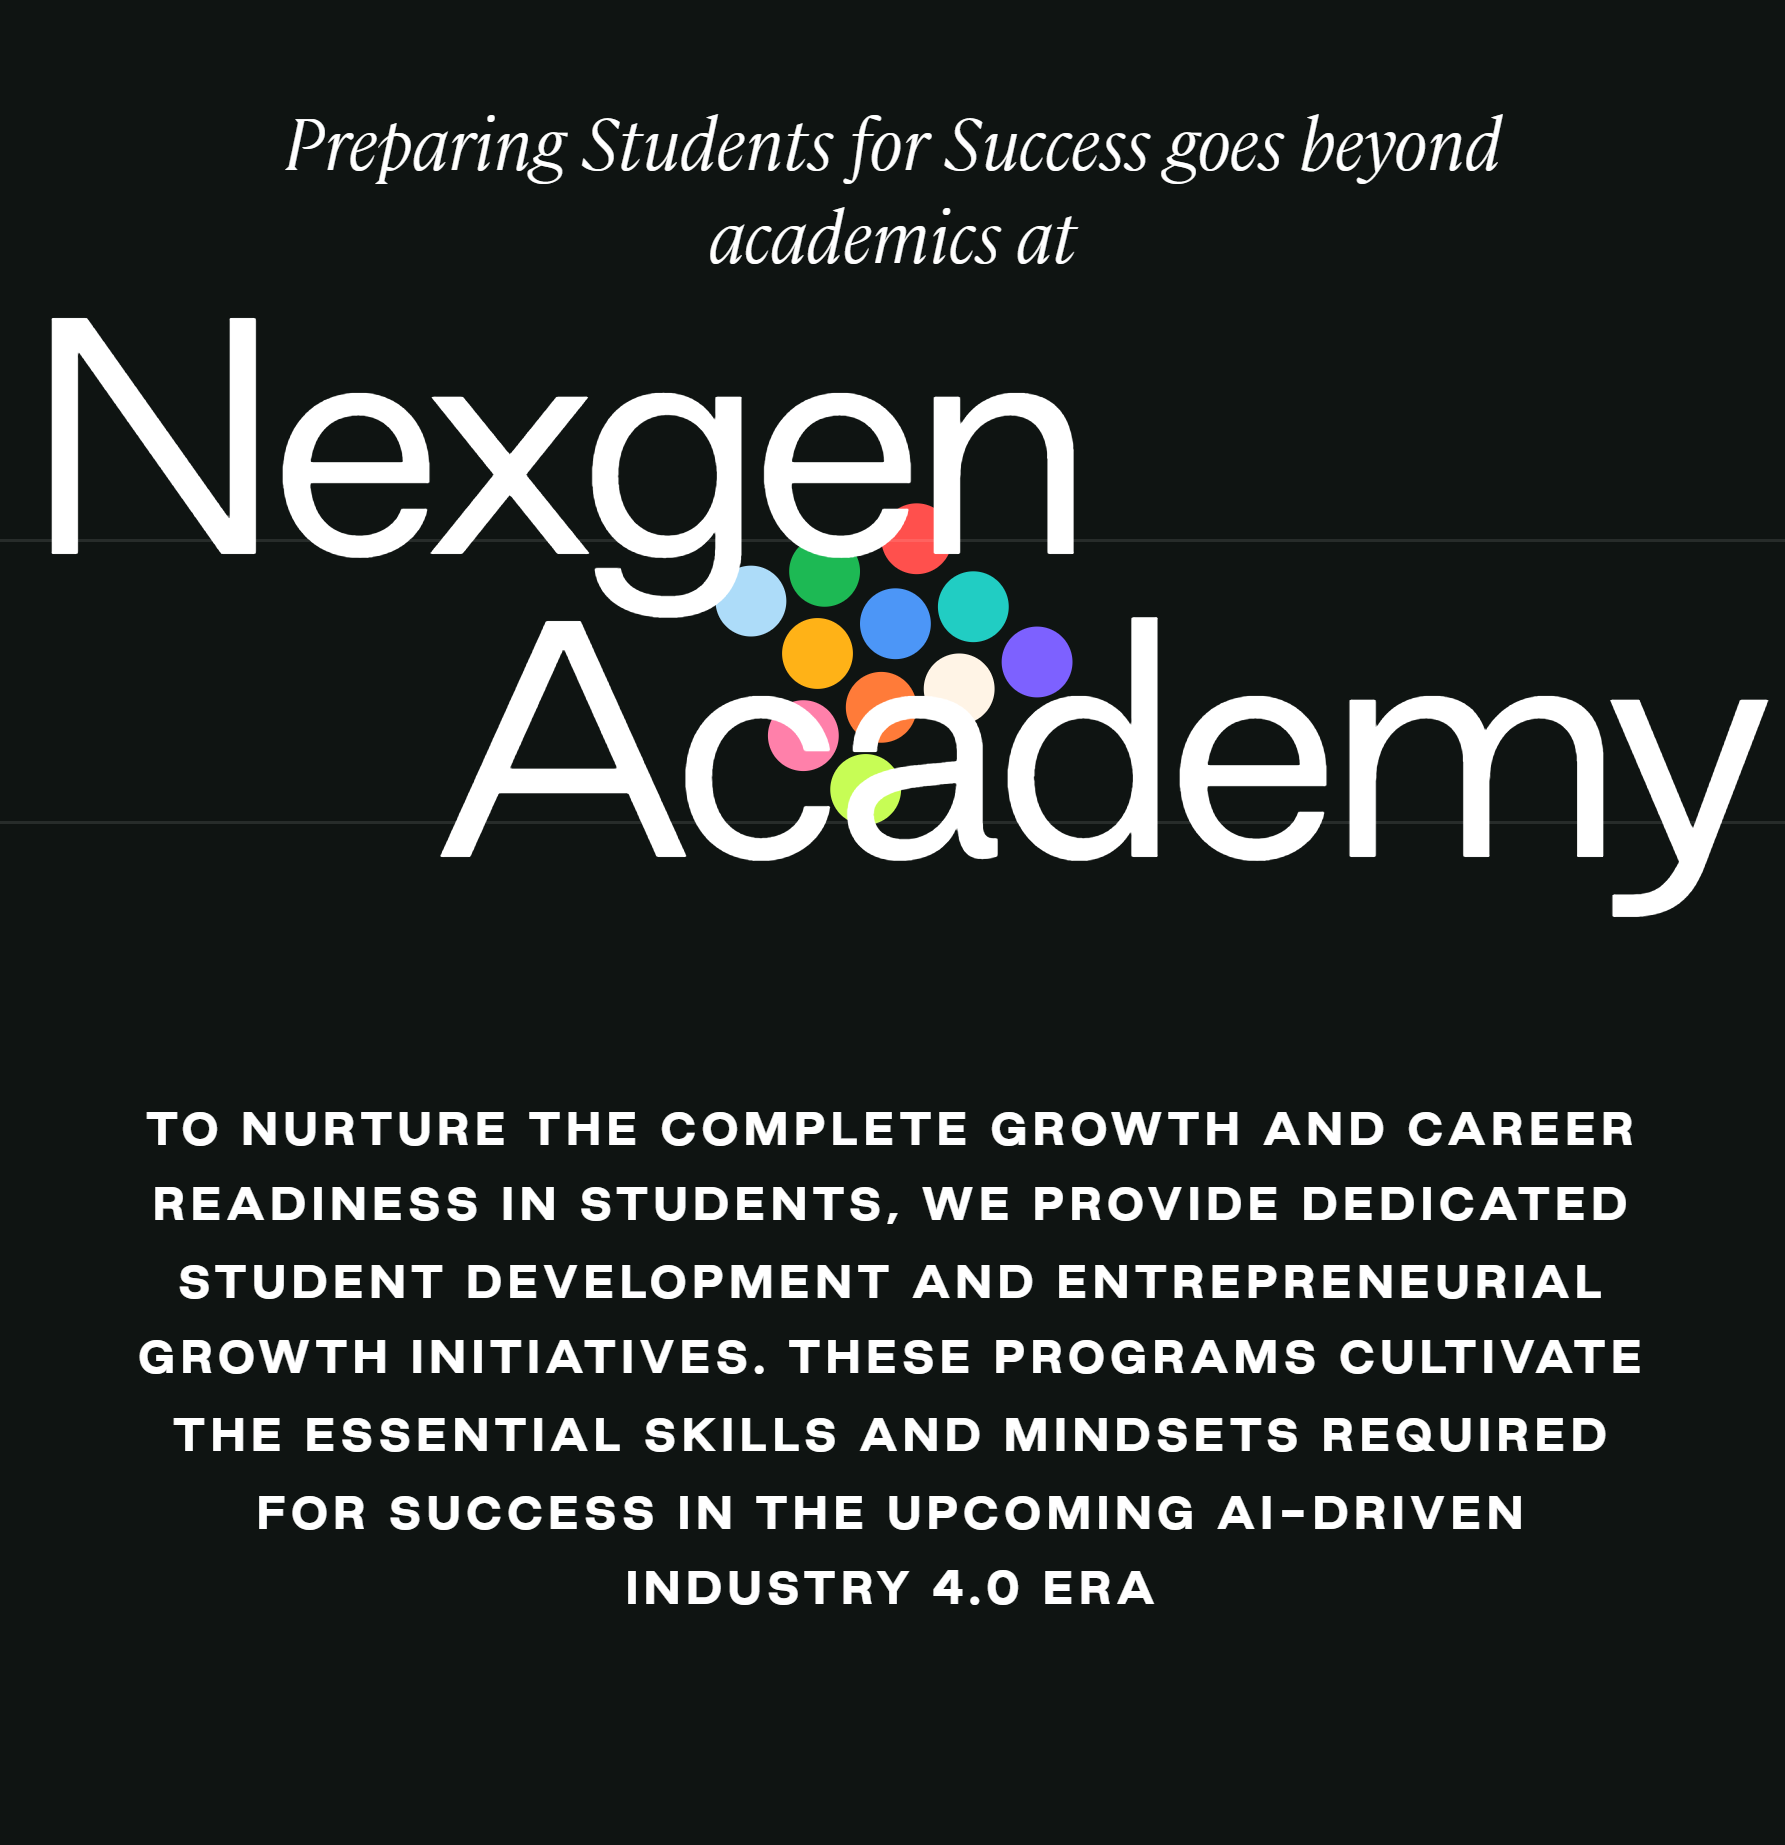 Preparing Students for Success goes beyond
academics at
Nexgen
Academy
TO NURTURE THE COMPLETE GROWTH AND CAREER
READINESS IN STUDENTS, WE PROVIDE DEDICATED
STUDENT DEVELOPMENT AND ENTREPRENEURIAL
GROWTH INITIATIVES. THESE PROGRAMS CULTIVATE
THE ESSENTIAL SKILLS AND MINDSETS REQUIRED
FOR SUCCESS IN THE UPCOMING AI-DRIVEN
INDUSTRY 4.0 ERA